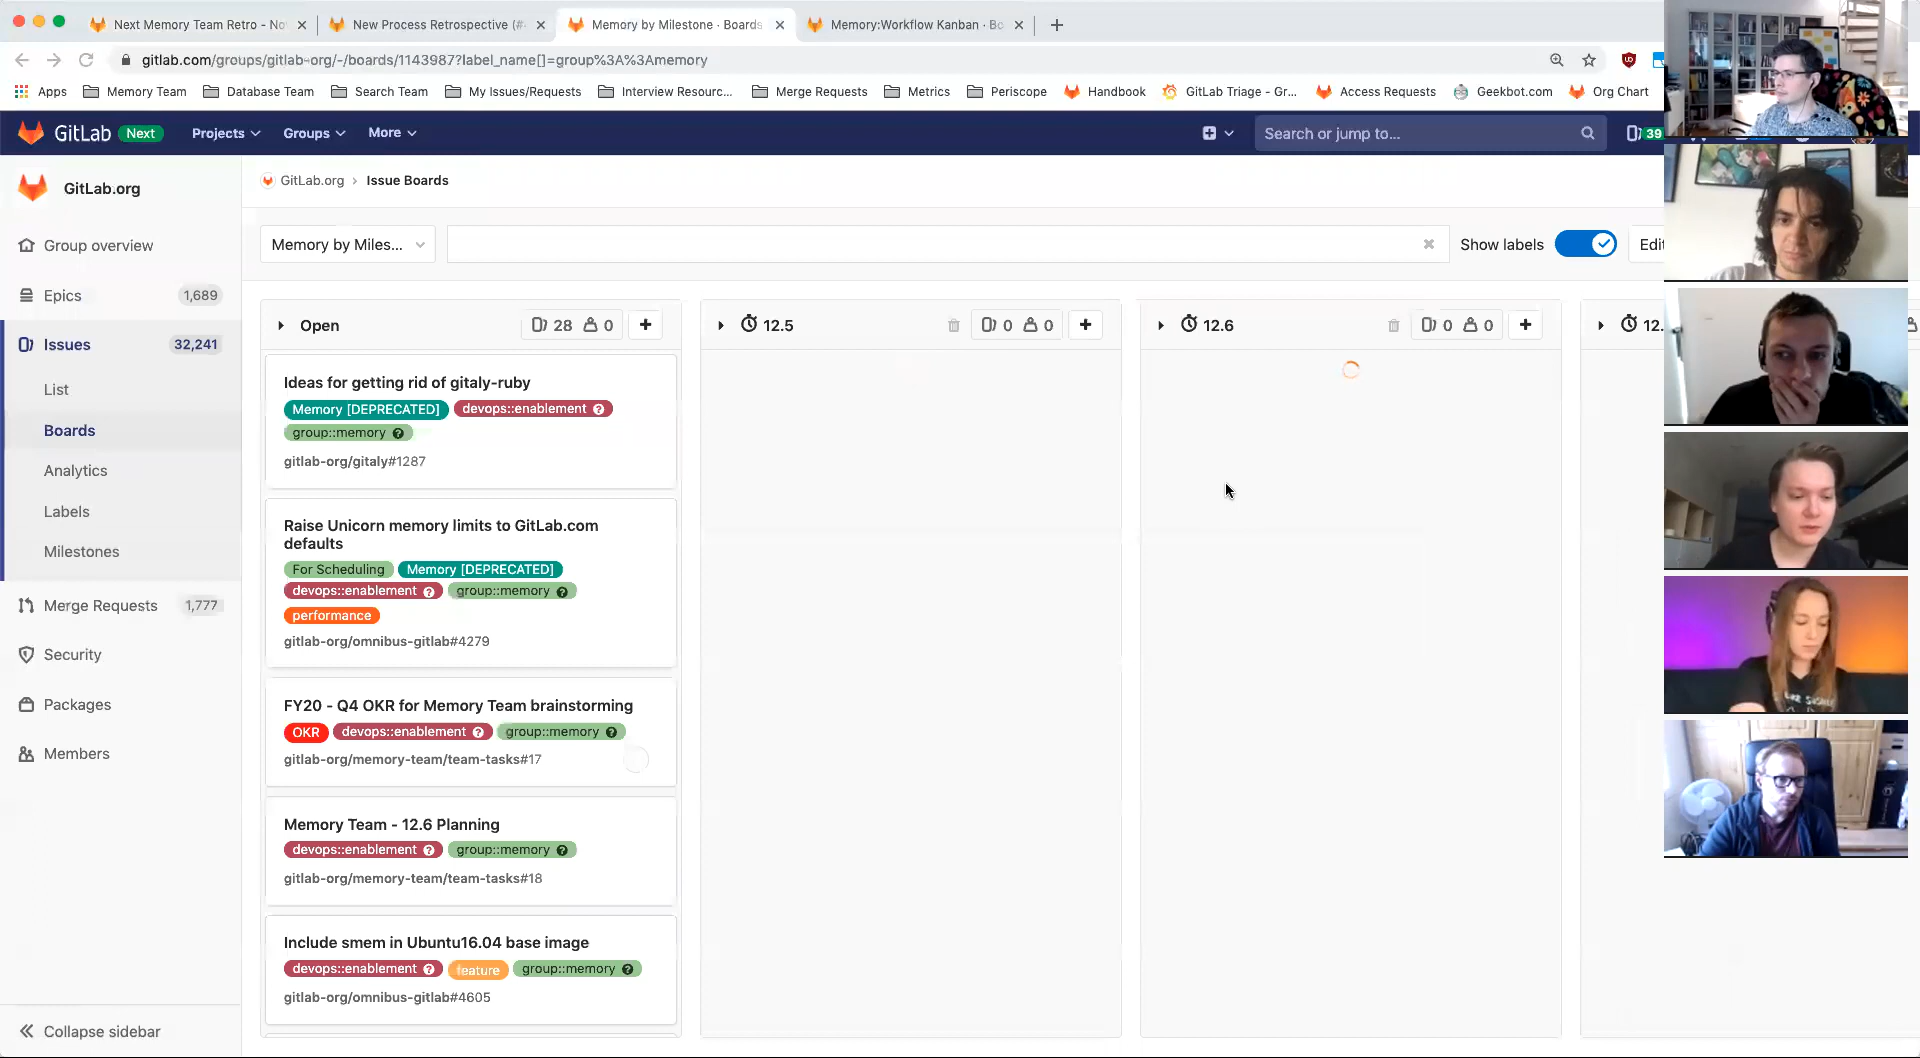 Next Memory Team Retro - No
New Process Retrospective (#
Memory by Milestone · Boards
Memory:Workflow Kanban · Bo
gitlab.com/groups/gitlab-org/-/boards/1143987?label_name[]=group%3A%3Amemory
Apps
Memory Team
Database Team
Search Team
My Issues/Requests
Interview Resourc...
Merge Requests
Metrics
Periscope
Handbook
GitLab Triage - Gr...
Access Requests
Geekbot.com
Org Chart
GitLab Next
Projects
Groups
More
Search or jump to...
39
GitLab.org
Group overview
Epics 1,689
Issues 32,241
List
Boards
Analytics
Labels
Milestones
Merge Requests 1,777
Security
Packages
Members
Collapse sidebar
GitLab.org › Issue Boards
Memory by Miles...
Show labels
Edit
Open 28 0
Ideas for getting rid of gitaly-ruby
Memory [DEPRECATED] devops::enablement ?
group::memory ?
gitlab-org/gitaly#1287
Raise Unicorn memory limits to GitLab.com
defaults
For Scheduling Memory [DEPRECATED]
devops::enablement ? group::memory ?
performance
gitlab-org/omnibus-gitlab#4279
FY20 - Q4 OKR for Memory Team brainstorming
OKR devops::enablement ? group::memory ?
gitlab-org/memory-team/team-tasks#17
Memory Team - 12.6 Planning
devops::enablement ? group::memory ?
gitlab-org/memory-team/team-tasks#18
Include smem in Ubuntu16.04 base image
devops::enablement ? feature group::memory ?
gitlab-org/omnibus-gitlab#4605
12.5 0 0
12.6 0 0
12.